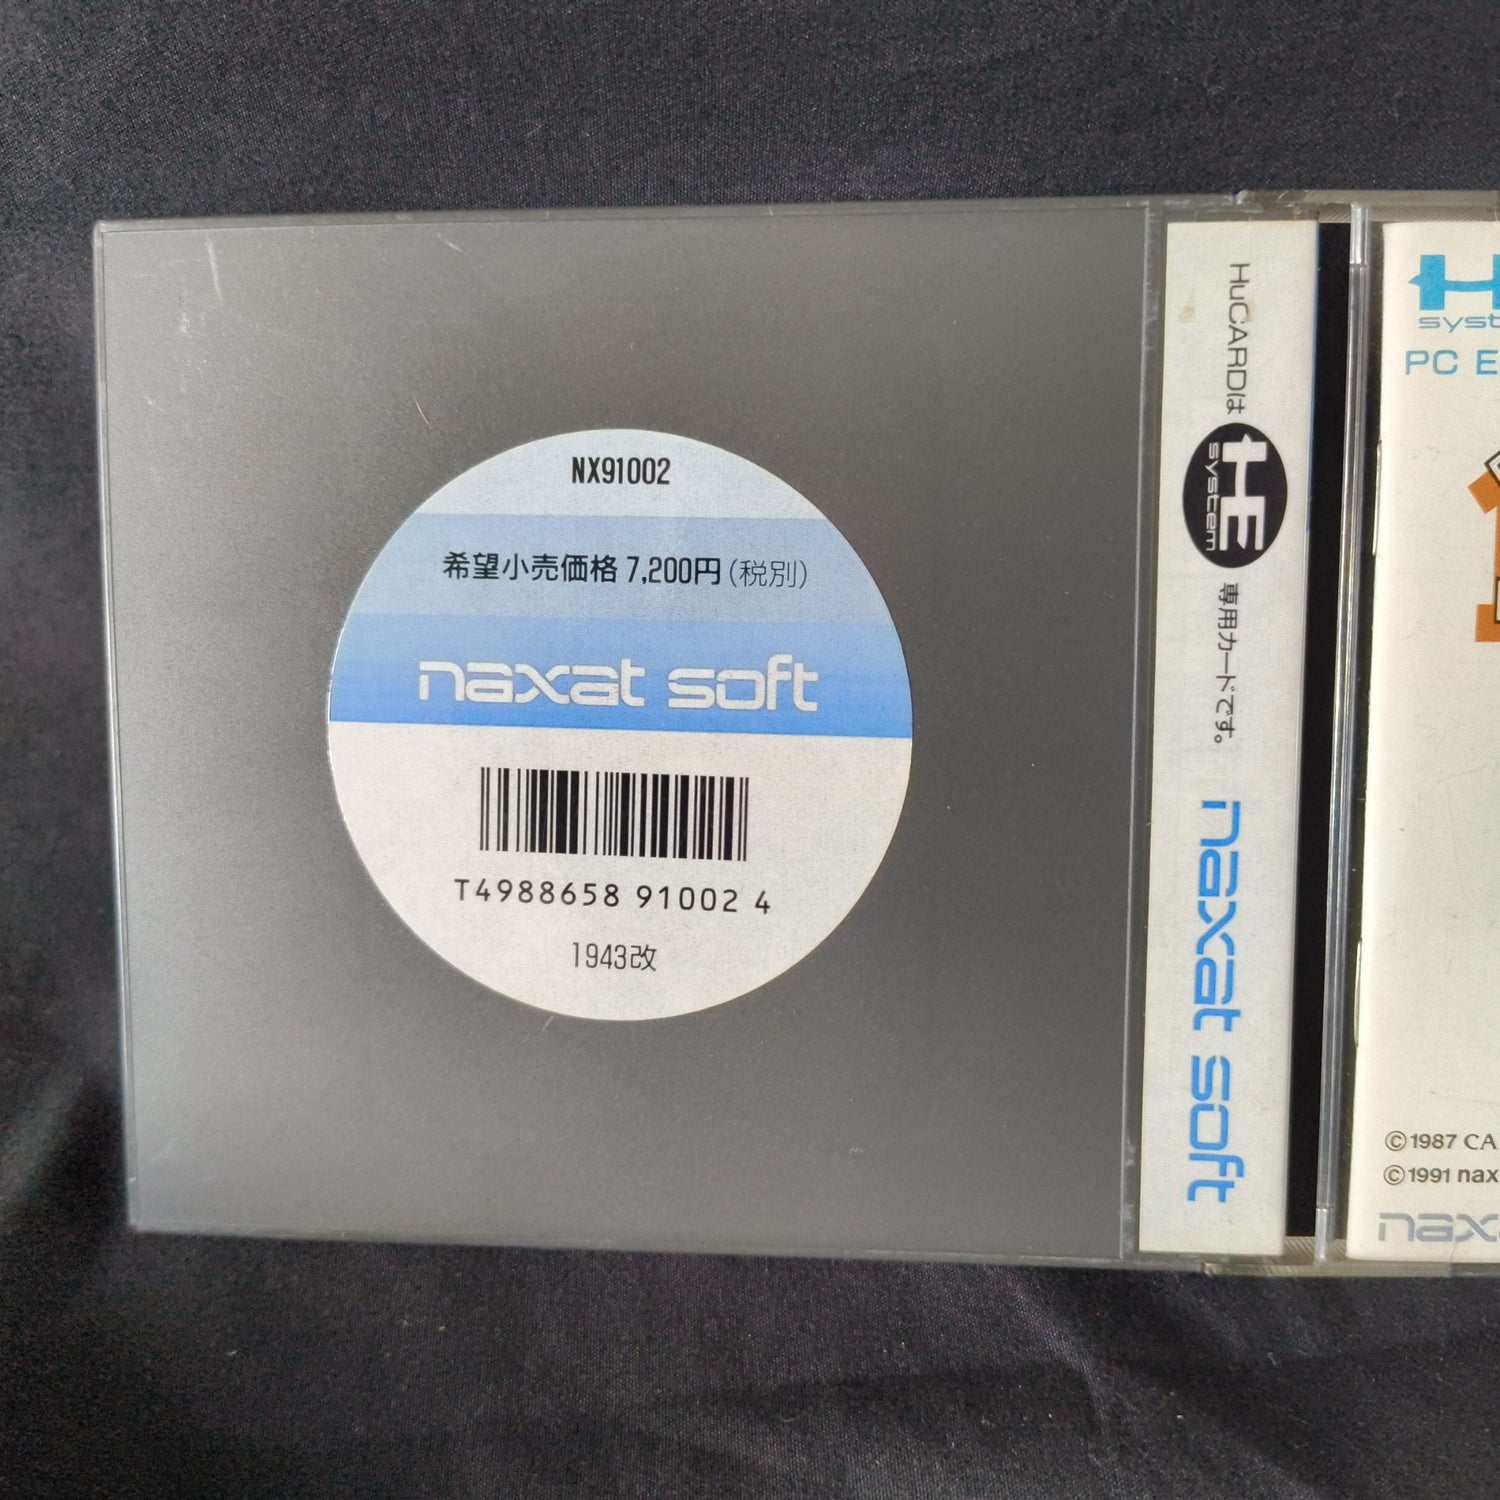 NX91002
希望小売価格 7,200円(税別)
naxat soft
T4988658 91002 4
1943改
HuCARDは HE system 専用カードです。 naxat soft
system
PC
©1987
©1991